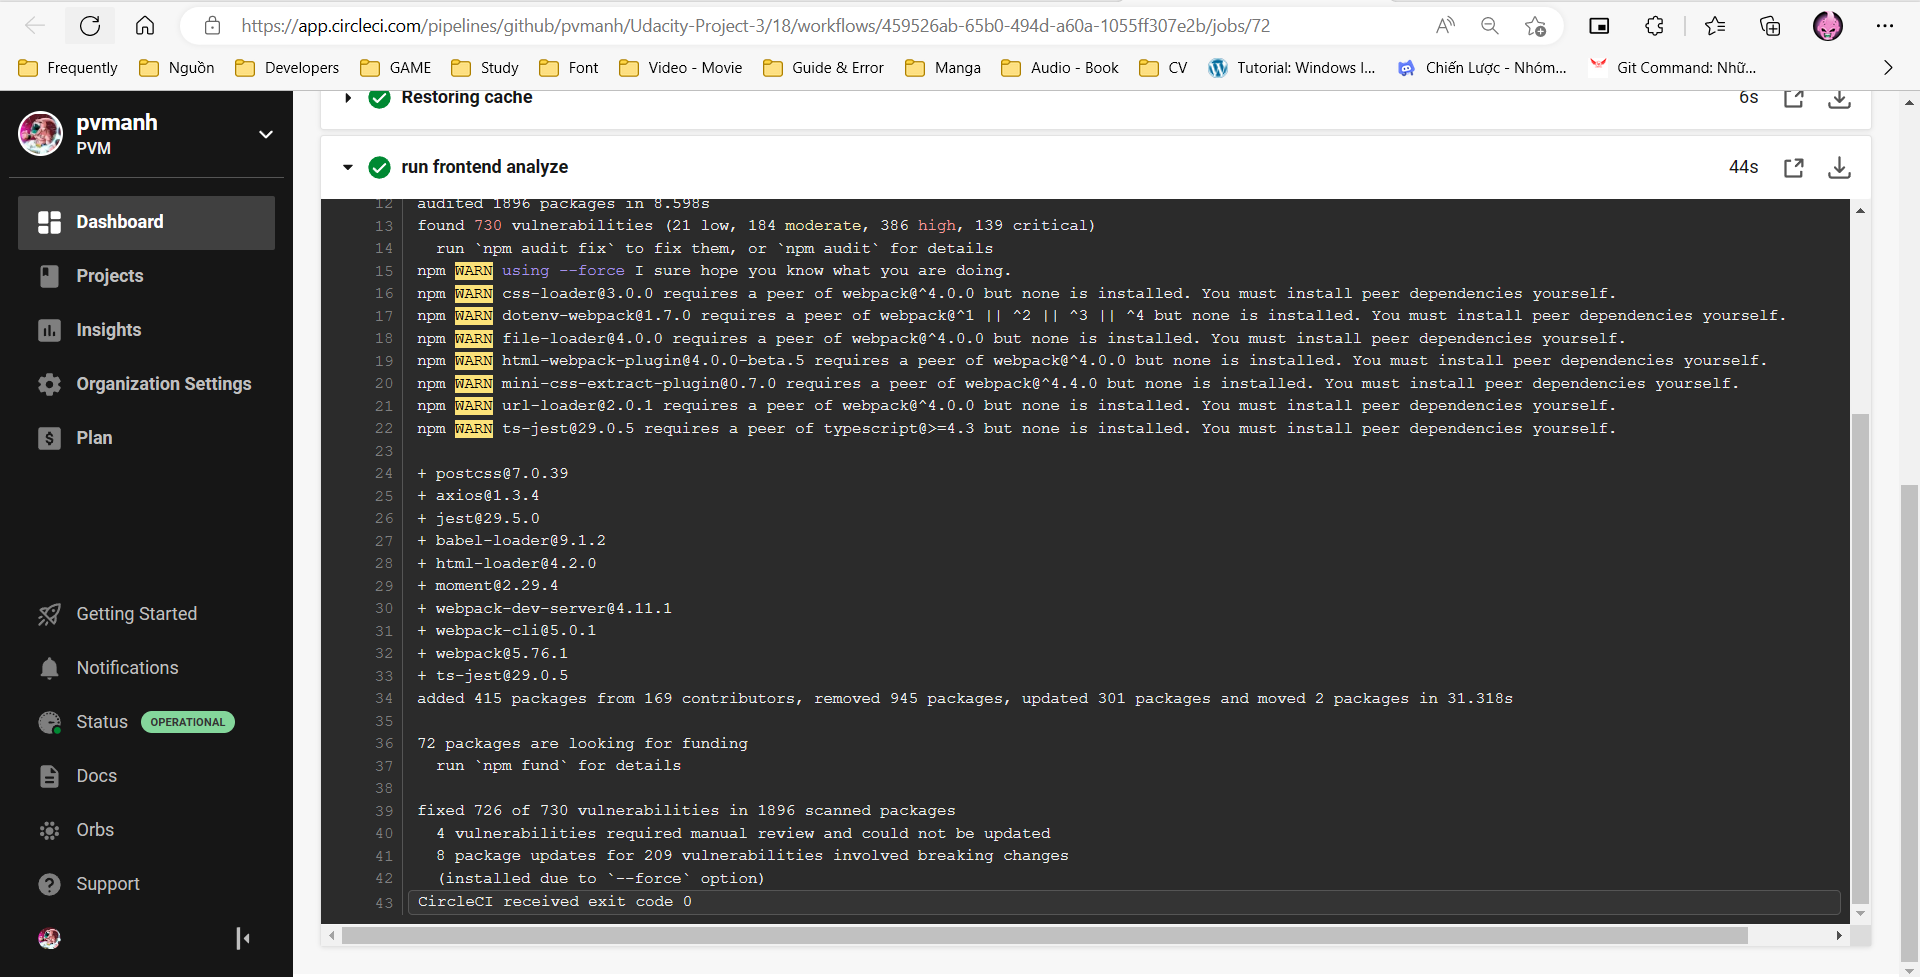 https://app.circleci.com/pipelines/github/pvmanh/Udacity-Project-3/18/workflows/459526ab-65b0-494d-a60a-1055ff307e2b/jobs/72
Frequently Nguồn Developers GAME Study Font Video - Movie Guide & Error Manga Audio - Book CV Tutorial: Windows I... Chiến Lược - Nhóm... Git Command: Nhữ...
pvmanh
PVM
Dashboard
Projects
Insights
Organization Settings
Plan
Getting Started
Notifications
Status OPERATIONAL
Docs
Orbs
Support
Restoring cache 6s
run frontend analyze 44s
12 audited 1896 packages in 8.598s
13 found 730 vulnerabilities (21 low, 184 moderate, 386 high, 139 critical)
14 run `npm audit fix` to fix them, or `npm audit` for details
15 npm WARN using --force I sure hope you know what you are doing.
16 npm WARN css-loader@3.0.0 requires a peer of webpack@^4.0.0 but none is installed. You must install peer dependencies yourself.
17 npm WARN dotenv-webpack@1.7.0 requires a peer of webpack@^1 || ^2 || ^3 || ^4 but none is installed. You must install peer dependencies yourself.
18 npm WARN file-loader@4.0.0 requires a peer of webpack@^4.0.0 but none is installed. You must install peer dependencies yourself.
19 npm WARN html-webpack-plugin@4.0.0-beta.5 requires a peer of webpack@^4.0.0 but none is installed. You must install peer dependencies yourself.
20 npm WARN mini-css-extract-plugin@0.7.0 requires a peer of webpack@^4.4.0 but none is installed. You must install peer dependencies yourself.
21 npm WARN url-loader@2.0.1 requires a peer of webpack@^4.0.0 but none is installed. You must install peer dependencies yourself.
22 npm WARN ts-jest@29.0.5 requires a peer of typescript@>=4.3 but none is installed. You must install peer dependencies yourself.
23
24 + postcss@7.0.39
25 + axios@1.3.4
26 + jest@29.5.0
27 + babel-loader@9.1.2
28 + html-loader@4.2.0
29 + moment@2.29.4
30 + webpack-dev-server@4.11.1
31 + webpack-cli@5.0.1
32 + webpack@5.76.1
33 + ts-jest@29.0.5
34 added 415 packages from 169 contributors, removed 945 packages, updated 301 packages and moved 2 packages in 31.318s
35
36 72 packages are looking for funding
37 run `npm fund` for details
38
39 fixed 726 of 730 vulnerabilities in 1896 scanned packages
40 4 vulnerabilities required manual review and could not be updated
41 8 package updates for 209 vulnerabilities involved breaking changes
42 (installed due to `--force` option)
43 CircleCI received exit code 0